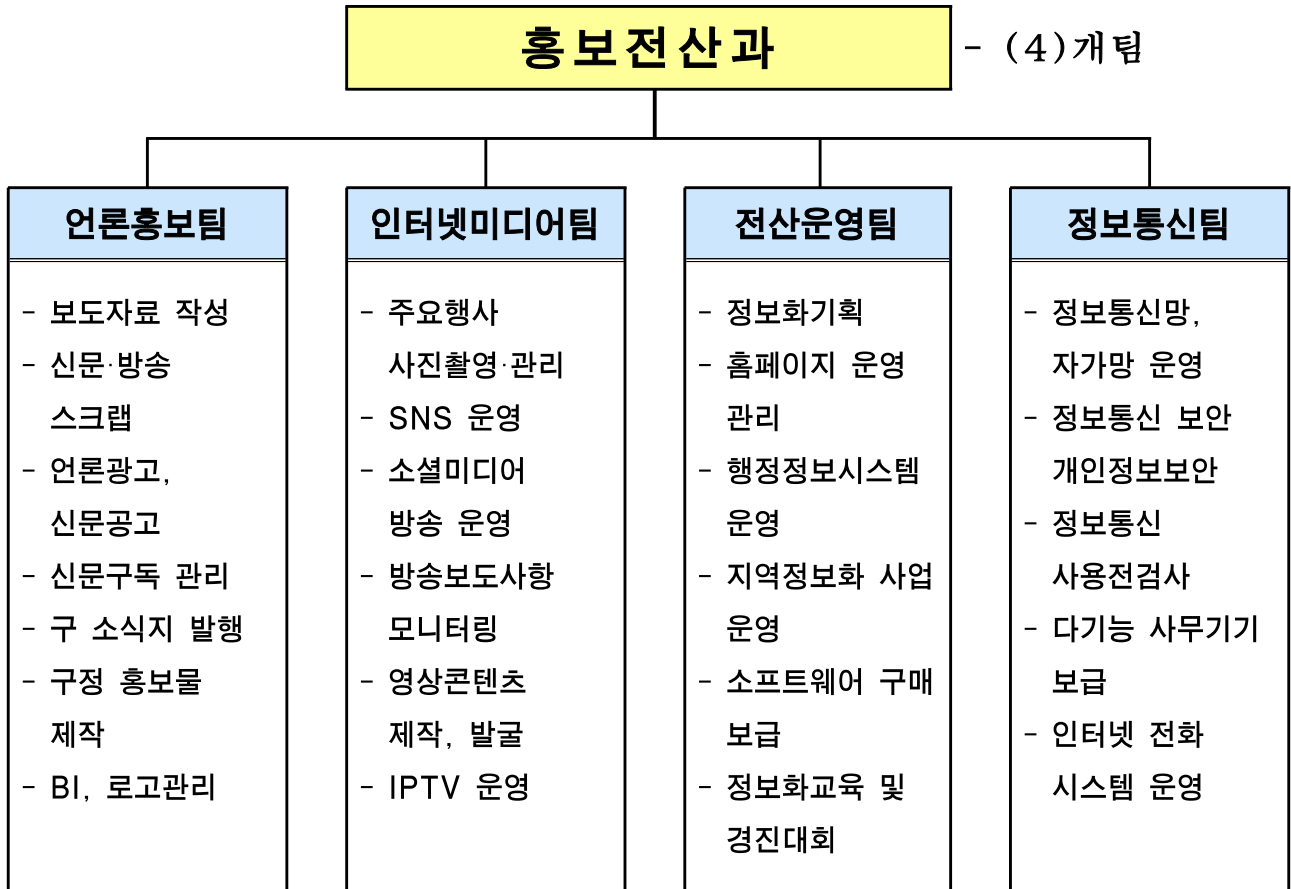 홍보전산과 - (4)개팀
언론홍보팀
- 보도자료 작성
- 신문·방송
스크랩
- 언론광고,
신문공고
- 신문구독 관리
- 구 소식지 발행
- 구정 홍보물
제작
- BI, 로고관리
인터넷미디어팀
- 주요행사
사진촬영·관리
- SNS 운영
- 소셜미디어
방송 운영
- 방송보도사항
모니터링
- 영상콘텐츠
제작, 발굴
- IPTV 운영
전산운영팀
- 정보화기획
- 홈페이지 운영
관리
- 행정정보시스템
운영
- 지역정보화 사업
운영
- 소프트웨어 구매
보급
- 정보화교육 및
경진대회
정보통신팀
- 정보통신망,
자가망 운영
- 정보통신 보안
개인정보보안
- 정보통신
사용전검사
- 다기능 사무기기
보급
- 인터넷 전화
시스템 운영